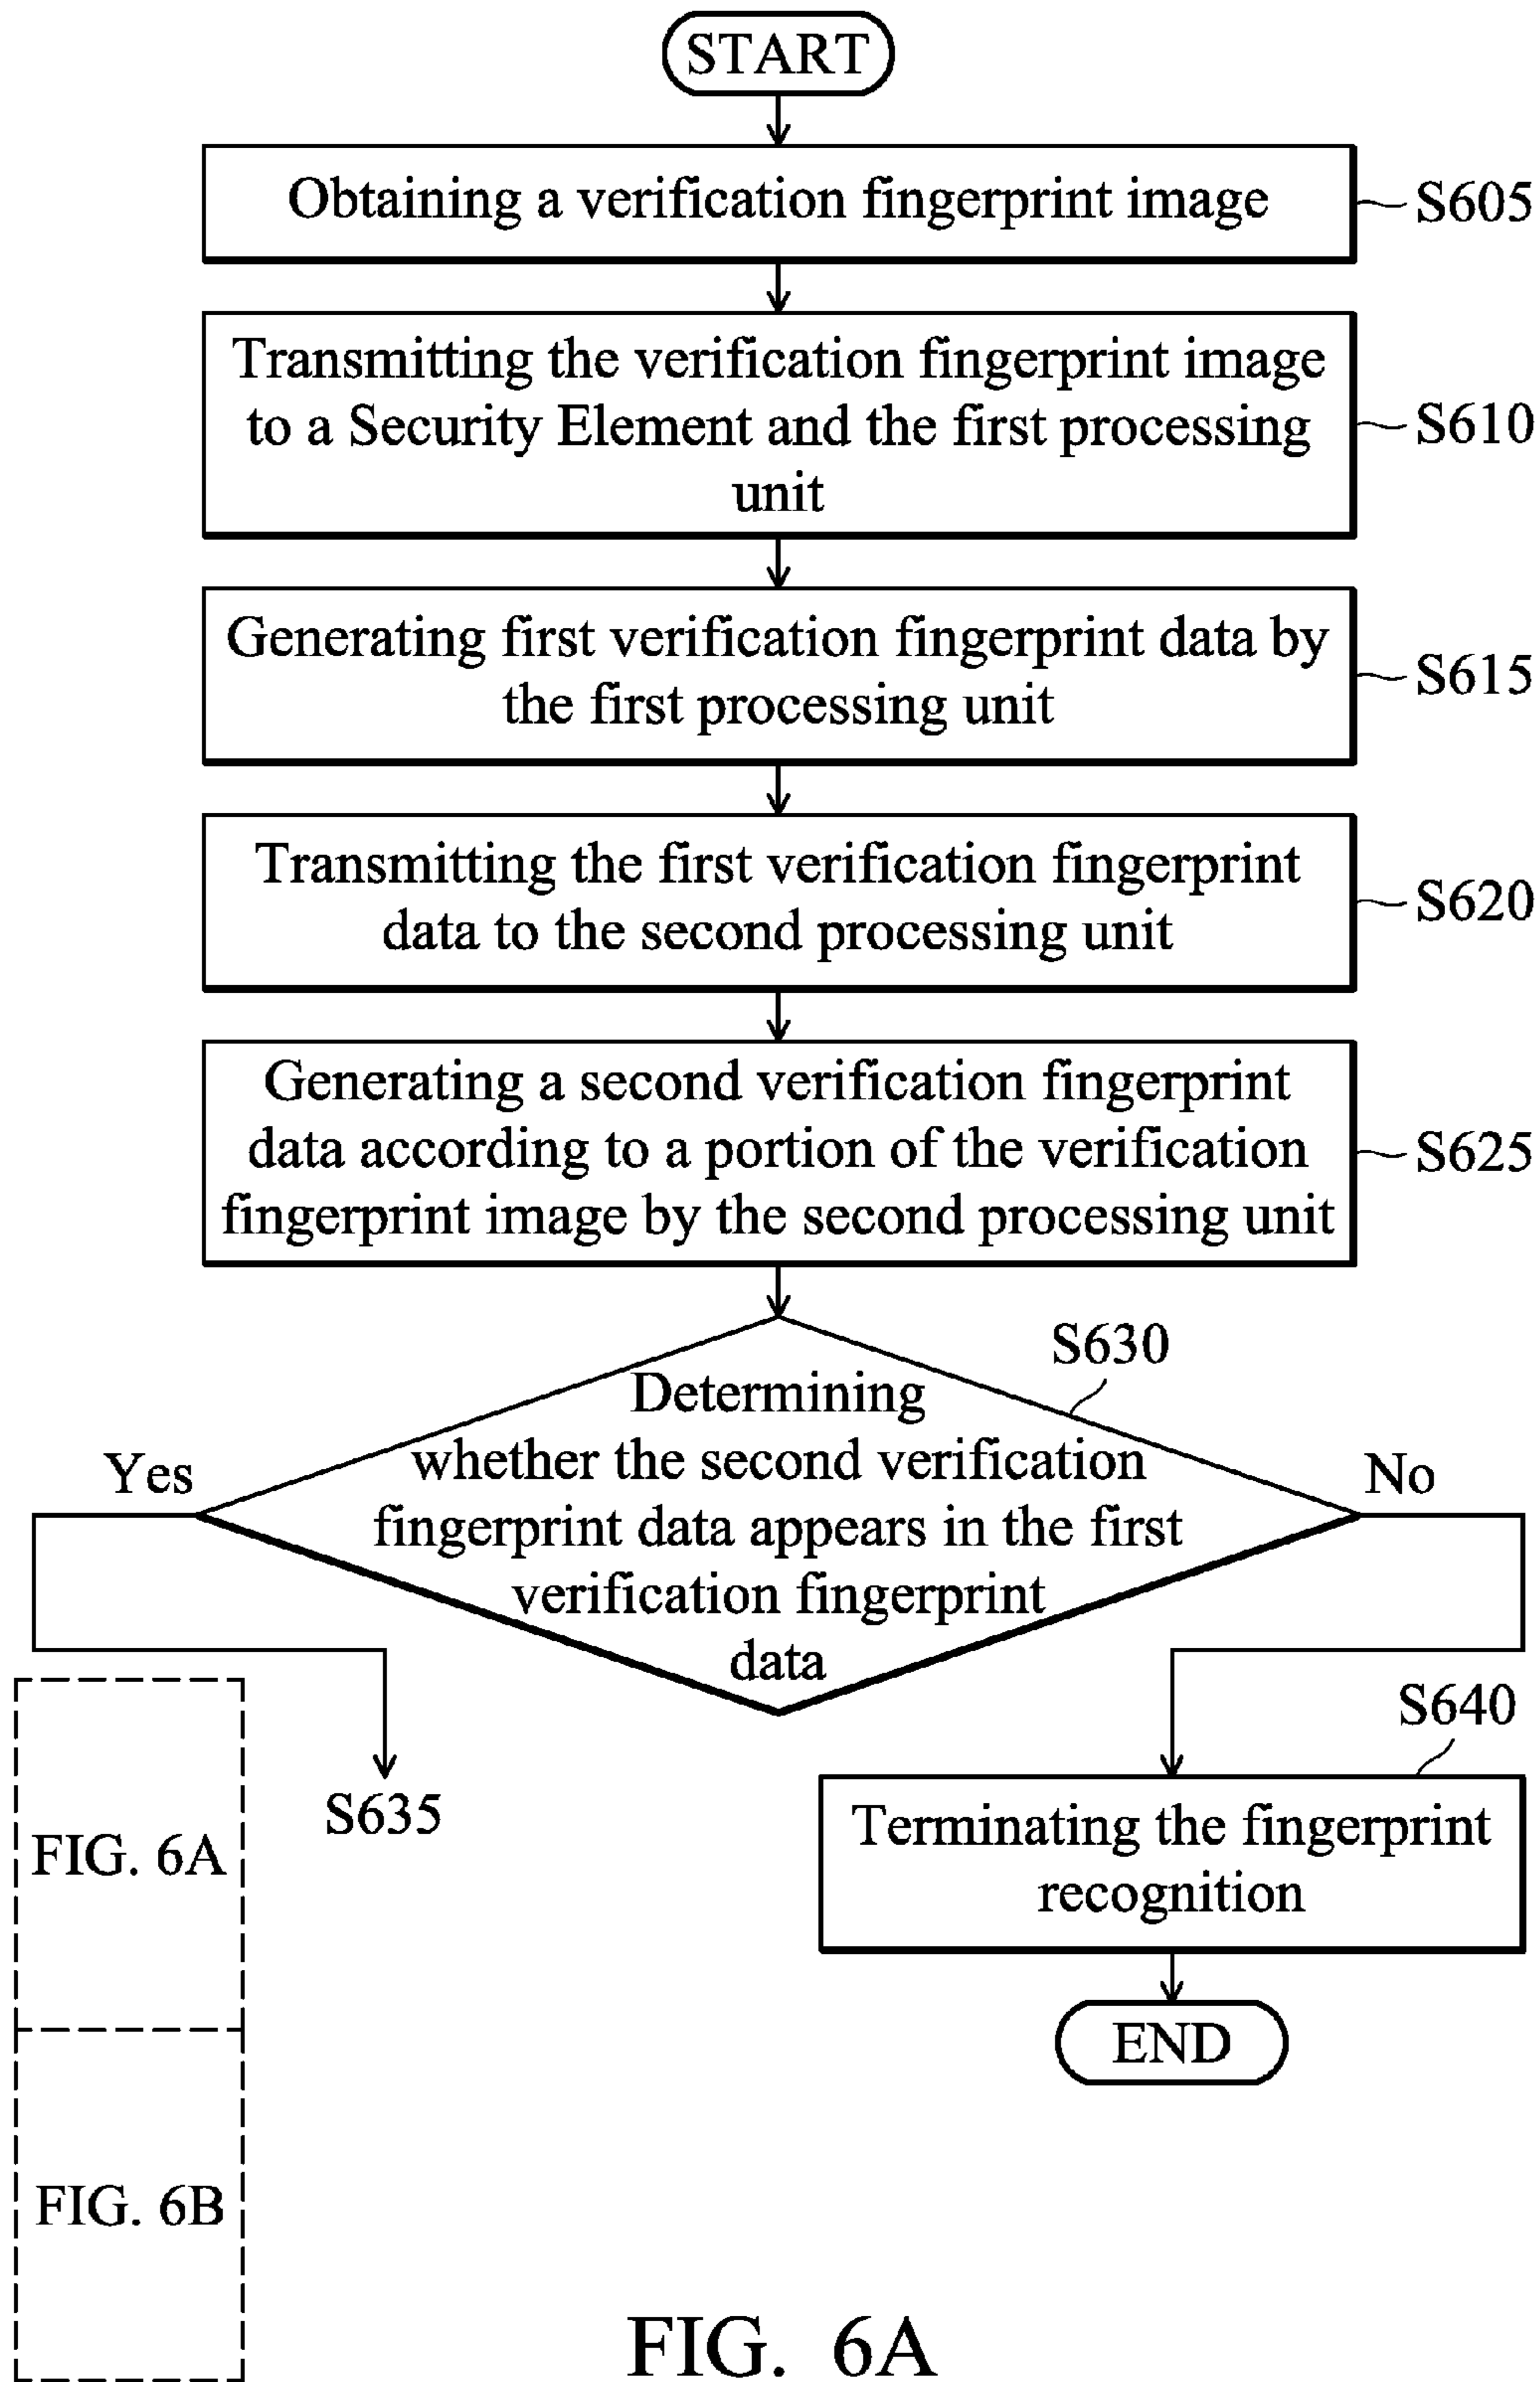 START
Obtaining a verification fingerprint image
S605
Transmitting the verification fingerprint image
to a Security Element and the first processing
unit
S610
Generating first verification fingerprint data by
the first processing unit
S615
Transmitting the first verification fingerprint
data to the second processing unit
S620
Generating a second verification fingerprint
data according to a portion of the verification
fingerprint image by the second processing unit
S625
S630
Determining
whether the second verification
fingerprint data appears in the first
verification fingerprint
data
Yes
No
S635
S640
Terminating the fingerprint
recognition
END
FIG. 6A
FIG. 6B
FIG. 6A